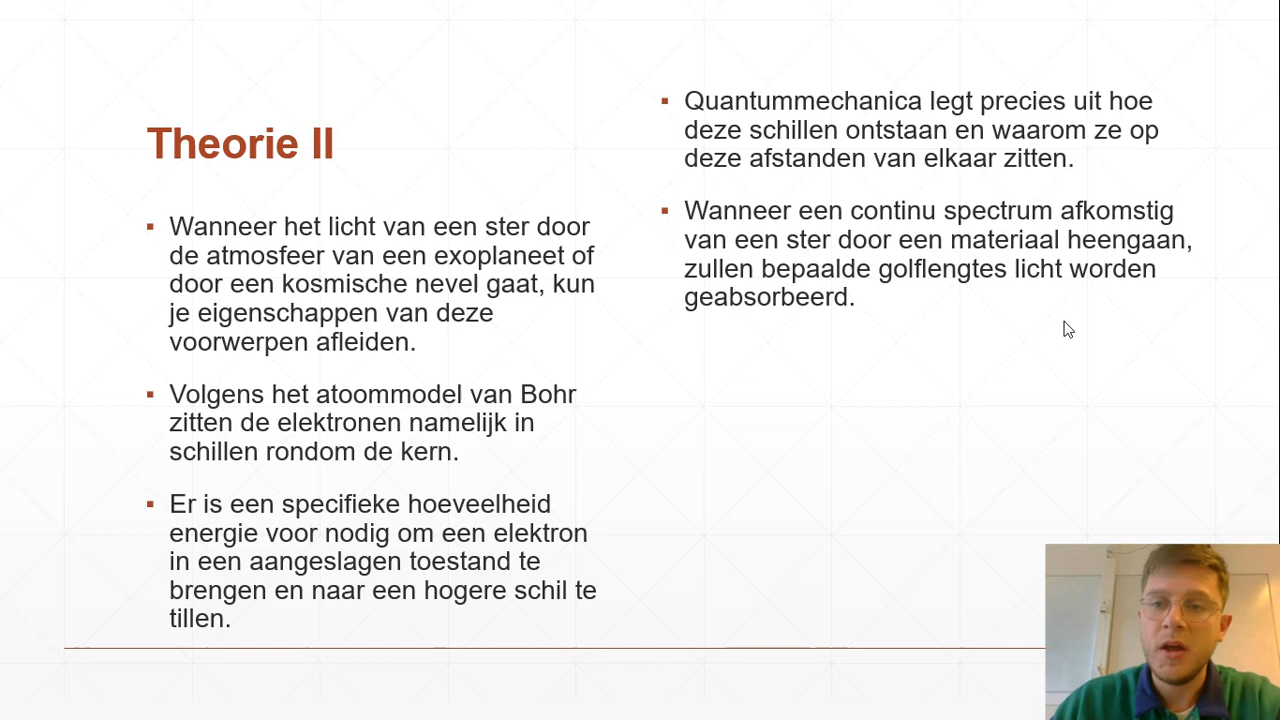 Theorie II
Wanneer het licht van een ster door
de atmosfeer van een exoplaneet of
door een kosmische nevel gaat, kun
je eigenschappen van deze
voorwerpen afleiden.
Volgens het atoommodel van Bohr
zitten de elektronen namelijk in
schillen rondom de kern.
Er is een specifieke hoeveelheid
energie voor nodig om een elektron
in een aangeslagen toestand te
brengen en naar een hogere schil te
tillen.
Quantummechanica legt precies uit hoe
deze schillen ontstaan en waarom ze op
deze afstanden van elkaar zitten.
Wanneer een continu spectrum afkomstig
van een ster door een materiaal heengaan,
zullen bepaalde golflengtes licht worden
geabsorbeerd.